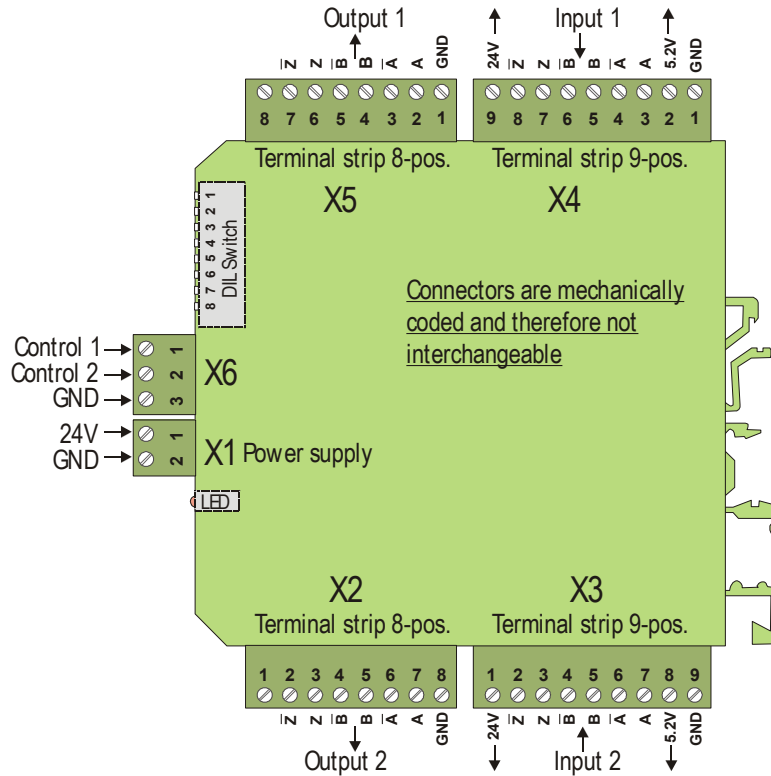 Output 1
Input 1
Z̅ Z B̅ B A̅ A GND
24V Z̅ Z B̅ B A̅ A 5.2V GND
8 7 6 5 4 3 2 1
9 8 7 6 5 4 3 2 1
Terminal strip 8-pos.
Terminal strip 9-pos.
X5
X4
8 7 6 5 4 3 2 1
DIL Switch
Connectors are mechanically
coded and therefore not
interchangeable
Control 1
1
Control 2
2
X6
GND
3
24V
1
GND
2
X1 Power supply
LED
X2
X3
Terminal strip 8-pos.
Terminal strip 9-pos.
1 2 3 4 5 6 7 8
1 2 3 4 5 6 7 8 9
Z̅ Z B̅ B A̅ A GND
24V Z̅ Z B̅ B A̅ A 5.2V GND
Output 2
Input 2